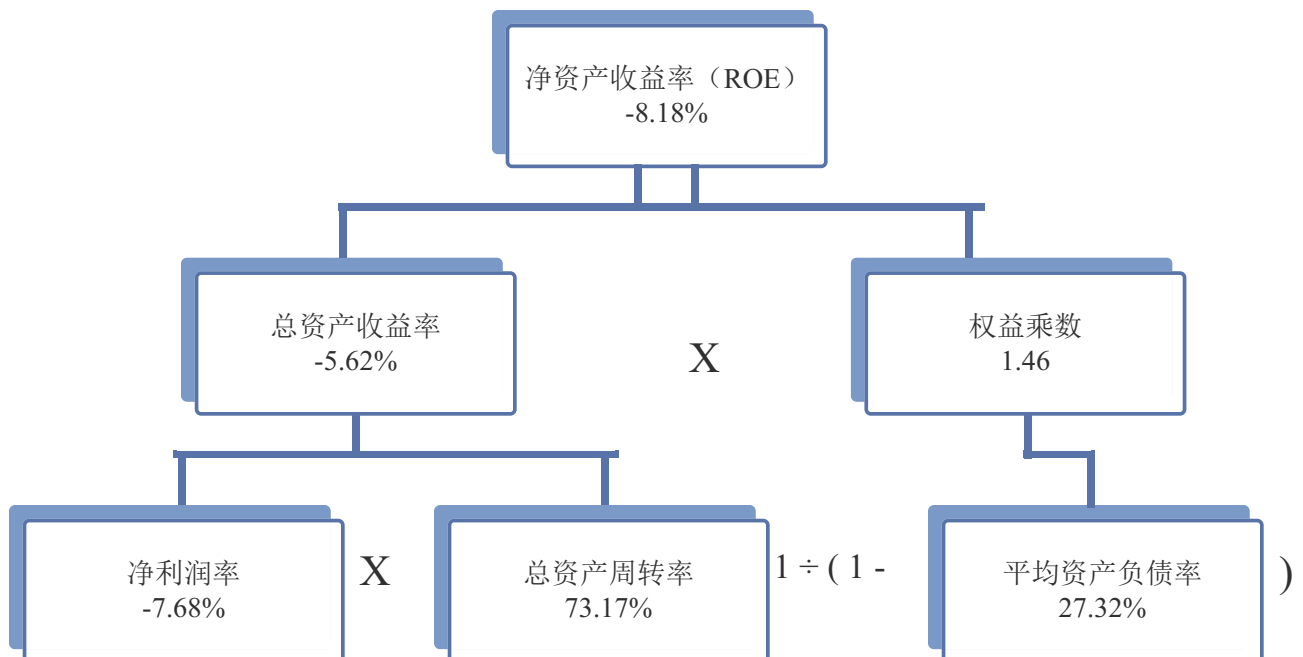 净资产收益率（ROE）
-8.18%
总资产收益率
-5.62%
X
权益乘数
1.46
净利润率
-7.68%
X
总资产周转率
73.17%
1 ÷ ( 1 -
平均资产负债率
27.32%
)